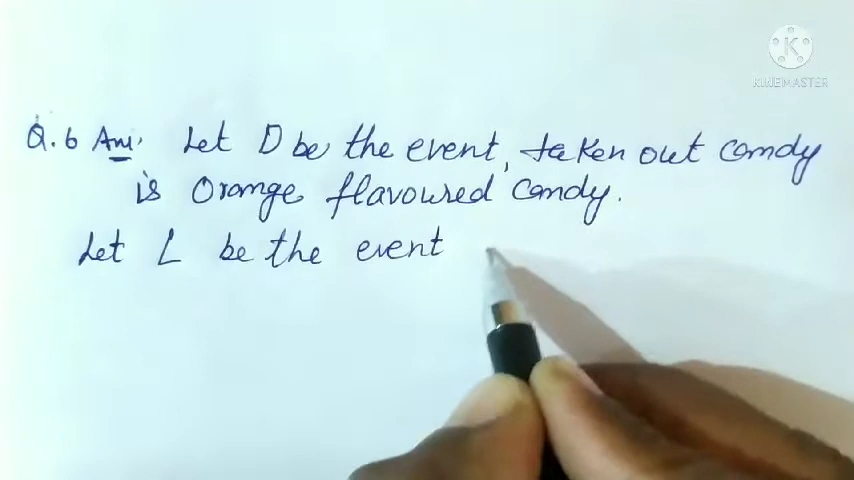 KINEMASTER
Q.6 Ans. Let D be the event, taken out candy
is Orange flavoured candy.
Let L be the event